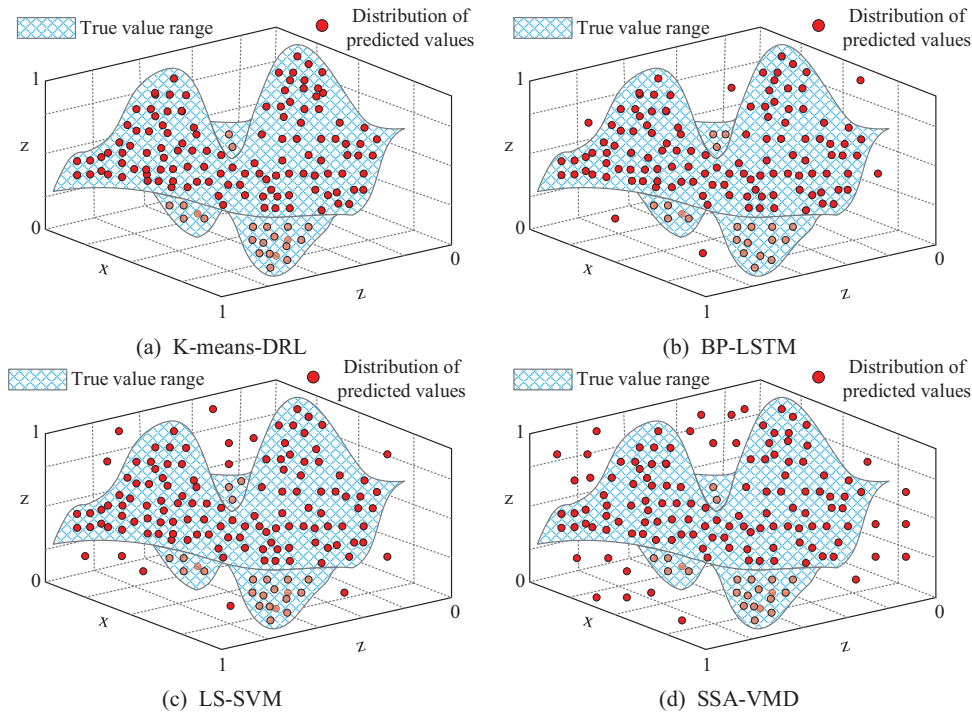 True value range
Distribution of
predicted values
1
z
0
x
1
z
0
(a) K-means-DRL
True value range
Distribution of
predicted values
1
z
0
x
1
z
0
(b) BP-LSTM
True value range
Distribution of
predicted values
1
z
0
x
1
z
0
(c) LS-SVM
True value range
Distribution of
predicted values
1
z
0
x
1
z
0
(d) SSA-VMD